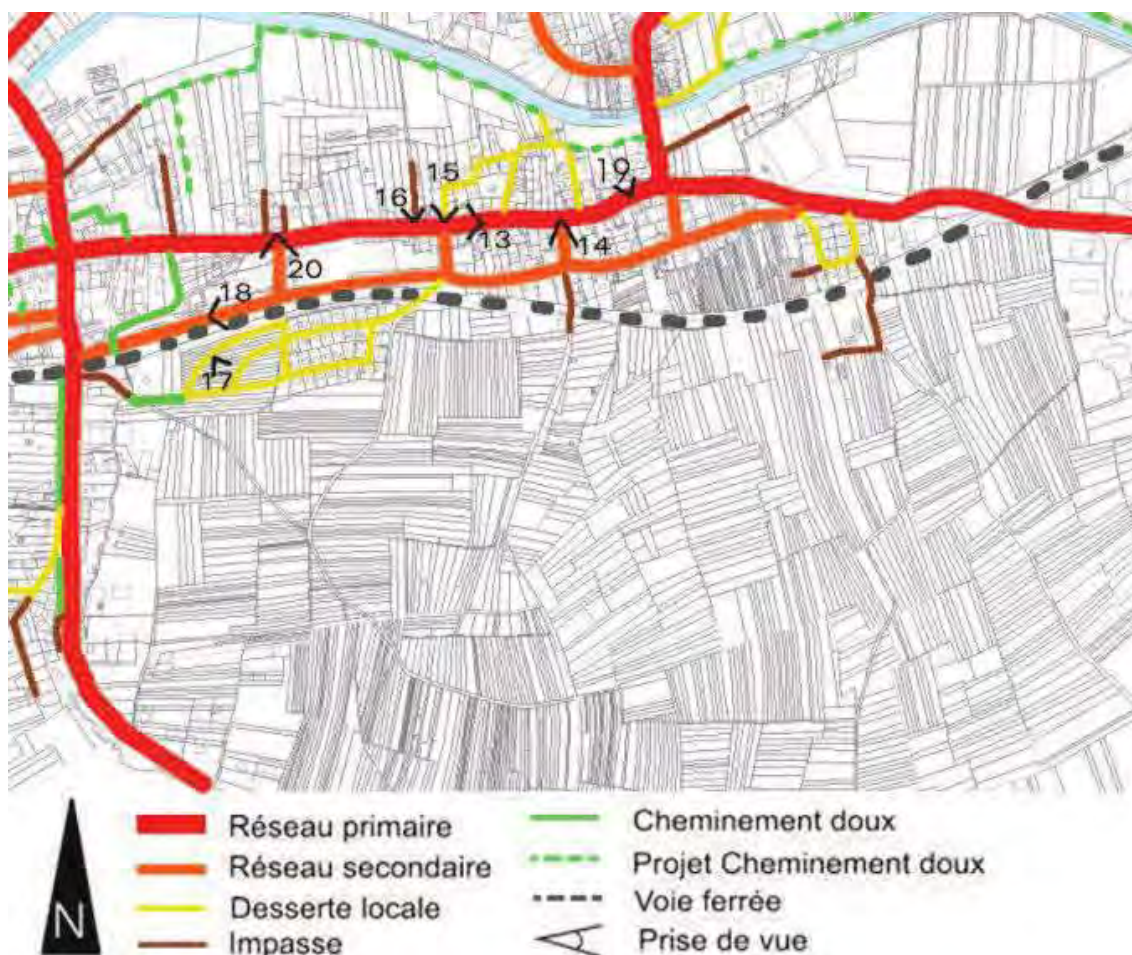 19
15
16
13
14
20
18
17
N
Réseau primaire
Réseau secondaire
Desserte locale
Impasse
Cheminement doux
Projet Cheminement doux
Voie ferrée
Prise de vue